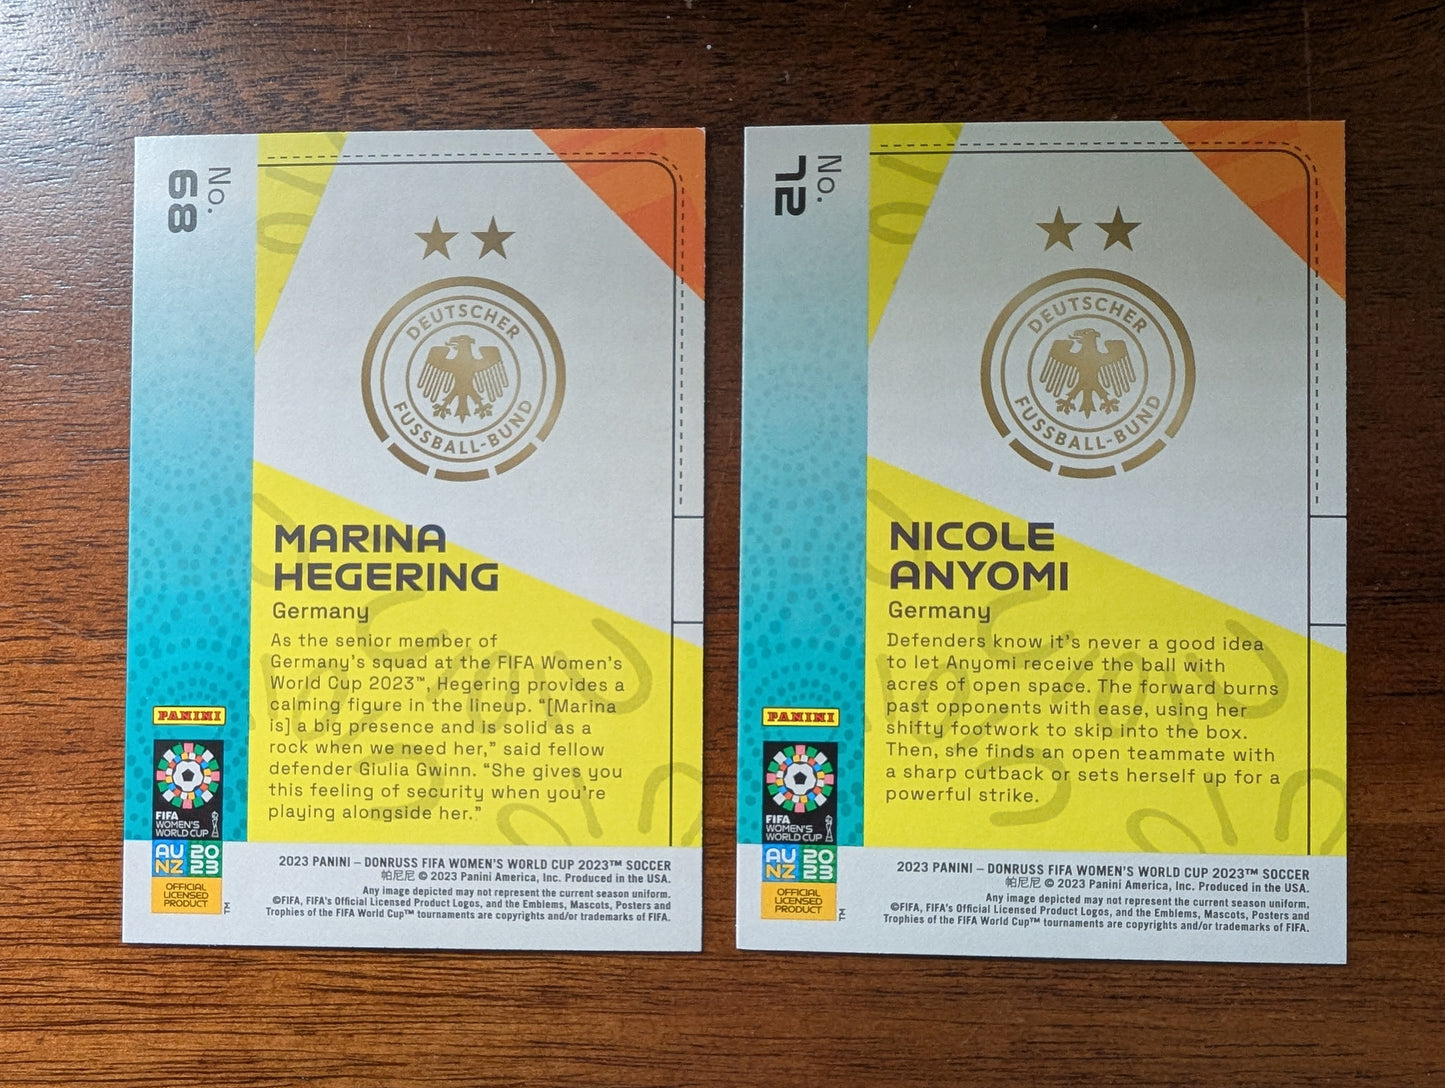 No.
68
DEUTSCHER
FUSSBALL-BUND
MARINA
HEGERING
Germany
As the senior member of
Germany's squad at the FIFA Women's
World Cup 2023™, Hegering provides a
calming figure in the lineup. “[Marina
is] a big presence and is solid as a
rock when we need her,” said fellow
defender Giulia Gwinn. “She gives you
this feeling of security when you're
playing alongside her.”
PANINI
FIFA
WOMEN'S
WORLD CUP
AU 20
NZ 23
OFFICIAL
LICENSED
PRODUCT
™
2023 PANINI – DONRUSS FIFA WOMEN'S WORLD CUP 2023™ SOCCER
帕尼尼 © 2023 Panini America, Inc. Produced in the USA.
Any image depicted may not represent the current season uniform.
©FIFA, FIFA's Official Licensed Product Logos, and the Emblems, Mascots, Posters and
Trophies of the FIFA World Cup™ tournaments are copyrights and/or trademarks of FIFA.
No.
72
DEUTSCHER
FUSSBALL-BUND
NICOLE
ANYOMI
Germany
Defenders know it's never a good idea
to let Anyomi receive the ball with
acres of open space. The forward burns
past opponents with ease, using her
shifty footwork to skip into the box.
Then, she finds an open teammate with
a sharp cutback or sets herself up for a
powerful strike.
PANINI
FIFA
WOMEN'S
WORLD CUP
AU 20
NZ 23
OFFICIAL
LICENSED
PRODUCT
™
2023 PANINI – DONRUSS FIFA WOMEN'S WORLD CUP 2023™ SOCCER
帕尼尼 © 2023 Panini America, Inc. Produced in the USA.
Any image depicted may not represent the current season uniform.
©FIFA, FIFA's Official Licensed Product Logos, and the Emblems, Mascots, Posters and
Trophies of the FIFA World Cup™ tournaments are copyrights and/or trademarks of FIFA.